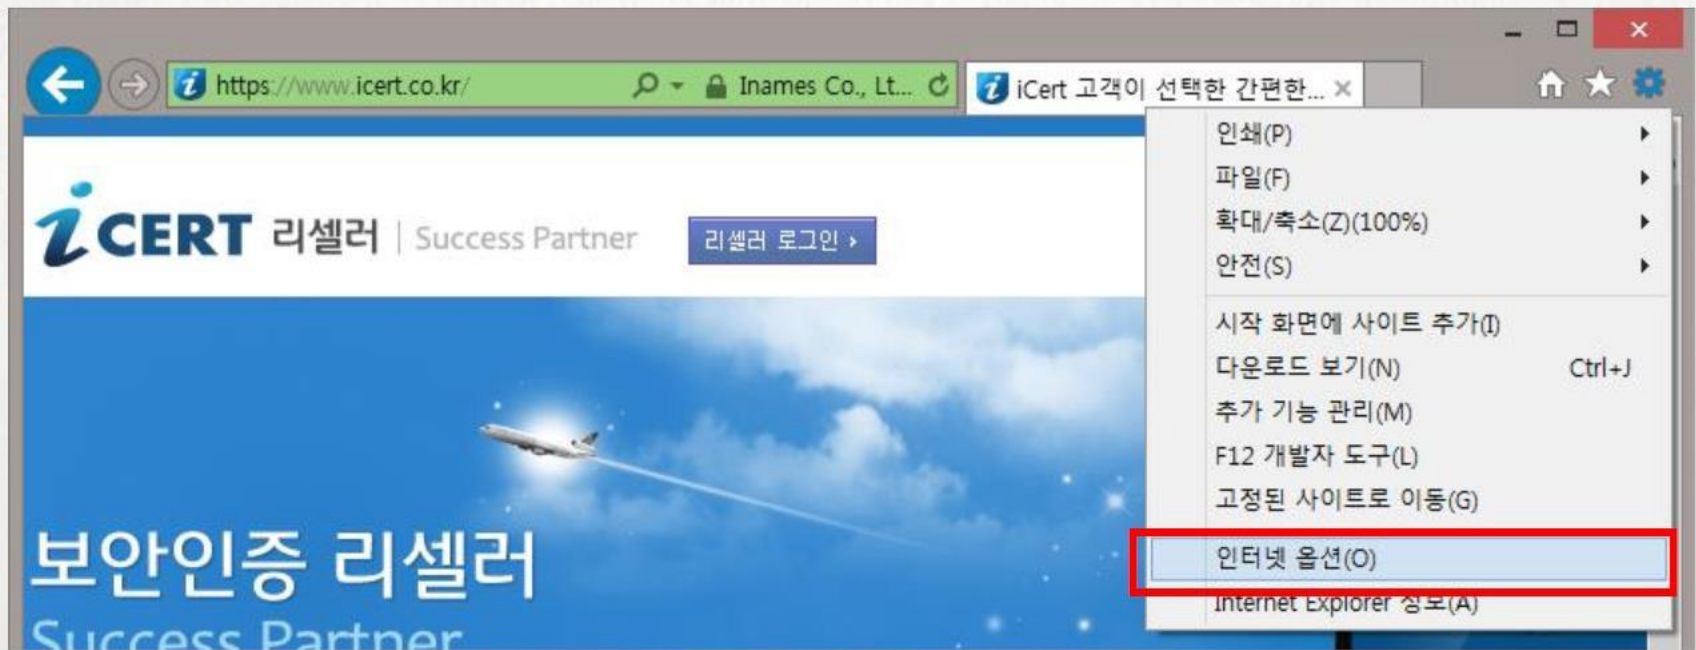 https://www.icert.co.kr/
Inames Co., Lt...
iCert 고객이 선택한 간편한...
인쇄(P)
파일(F)
확대/축소(Z)(100%)
안전(S)
시작 화면에 사이트 추가(I)
다운로드 보기(N) Ctrl+J
추가 기능 관리(M)
F12 개발자 도구(L)
고정된 사이트로 이동(G)
인터넷 옵션(O)
Internet Explorer 정보(A)
iCERT 리셀러 | Success Partner
리셀러 로그인 ›
보안인증 리셀러
Success Partner